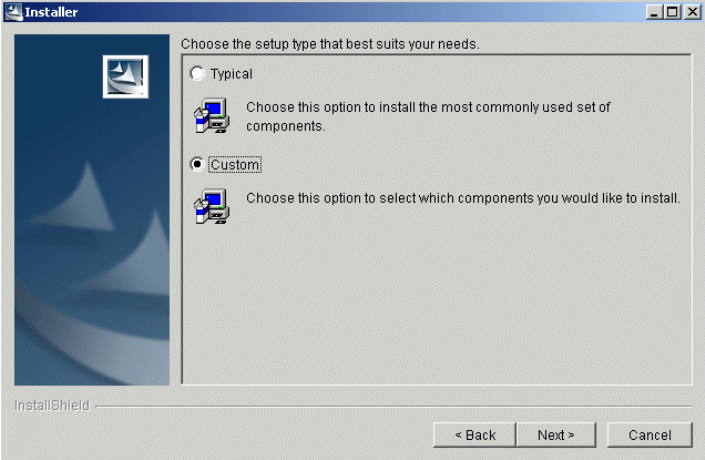 Installer
Choose the setup type that best suits your needs.
Typical
Choose this option to install the most commonly used set of
components.
Custom
Choose this option to select which components you would like to install.
InstallShield
< Back
Next >
Cancel